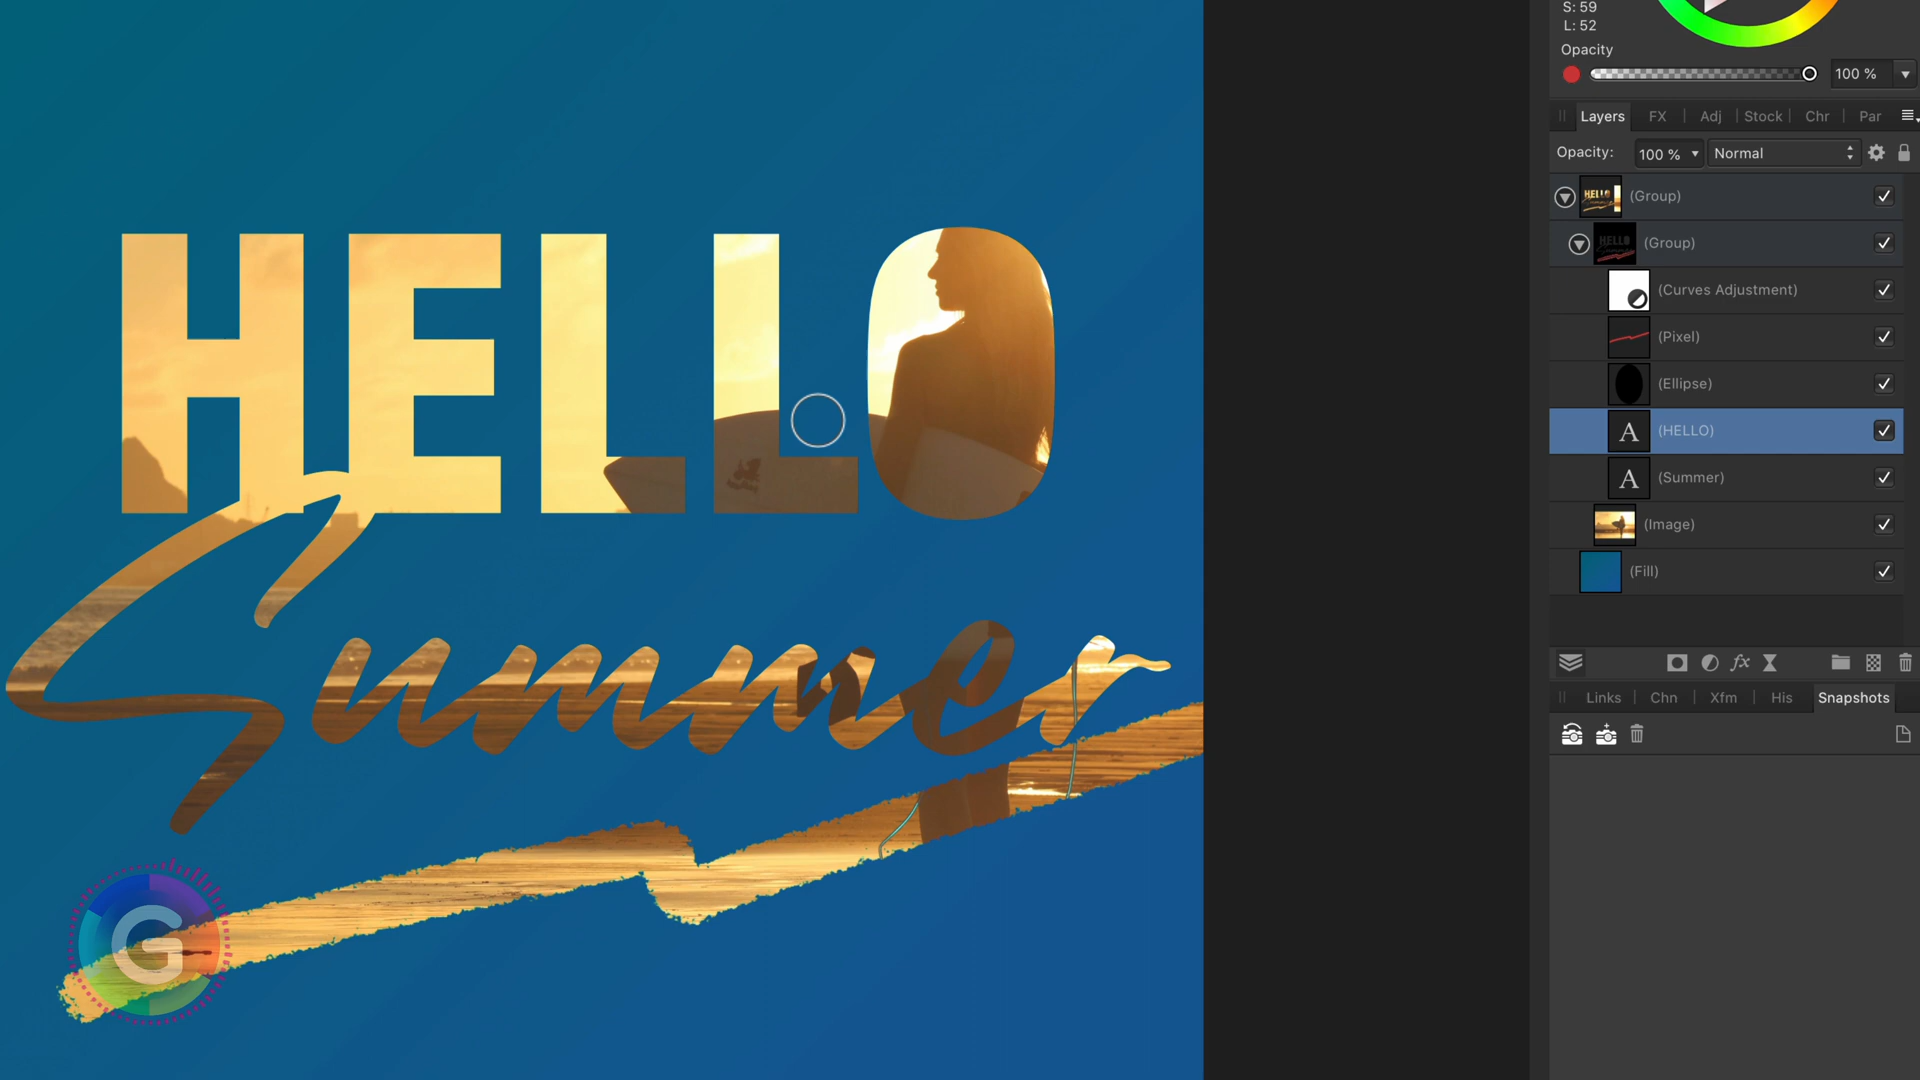 S: 59
L: 52
Opacity
100 %
Layers FX Adj Stock Chr Par
Opacity: 100 % Normal
(Group)
(Group)
(Curves Adjustment)
(Pixel)
(Ellipse)
A (HELLO)
A (Summer)
(Image)
(Fill)
fx
Links Chn Xfm His Snapshots
HELLO
Summer
G